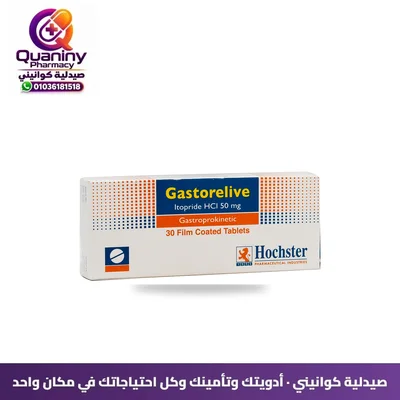 Quaniny
Pharmacy
صيدلية كوانيني
01036181518
Gastorelive
Itopride HCl 50 mg
Gastroprokinetic
30 Film Coated Tablets
Hochster
PHARMACEUTICAL INDUSTRIES
صيدلية كوانيني - أدويتك وتأمينك وكل احتياجاتك في مكان واحد